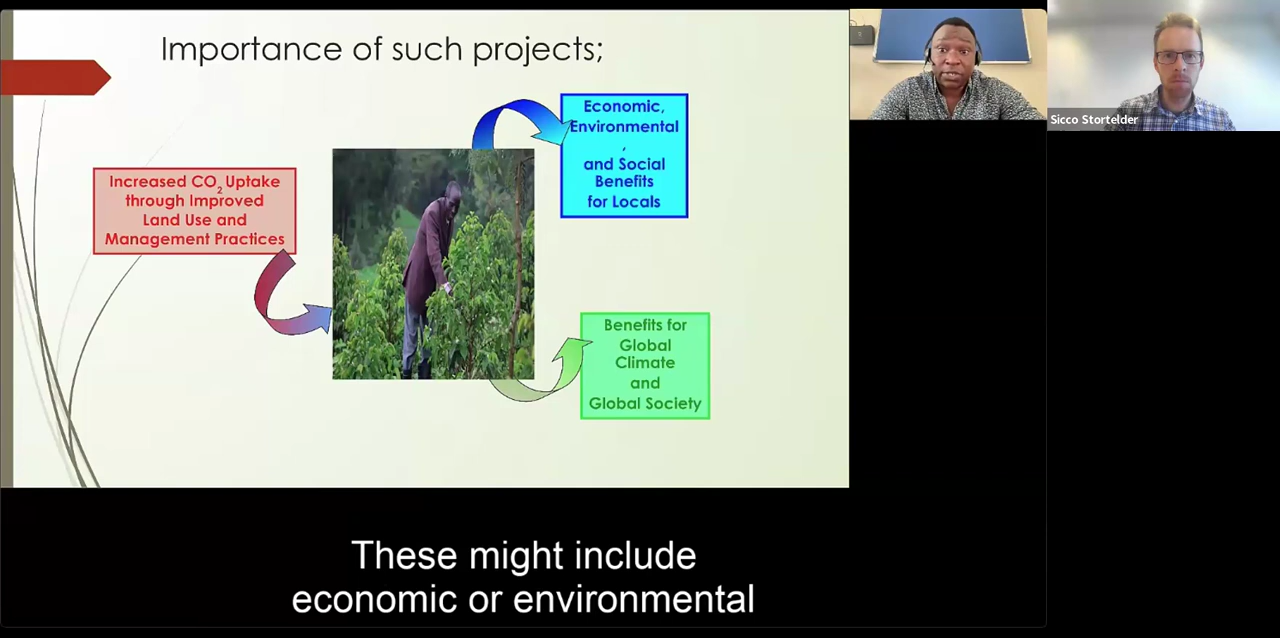 Importance of such projects;
Increased CO2 Uptake
through Improved
Land Use and
Management Practices
Economic,
Environmental
,
and Social
Benefits
for Locals
Benefits for
Global
Climate
and
Global Society
Sicco Stortelder
These might include
economic or environmental